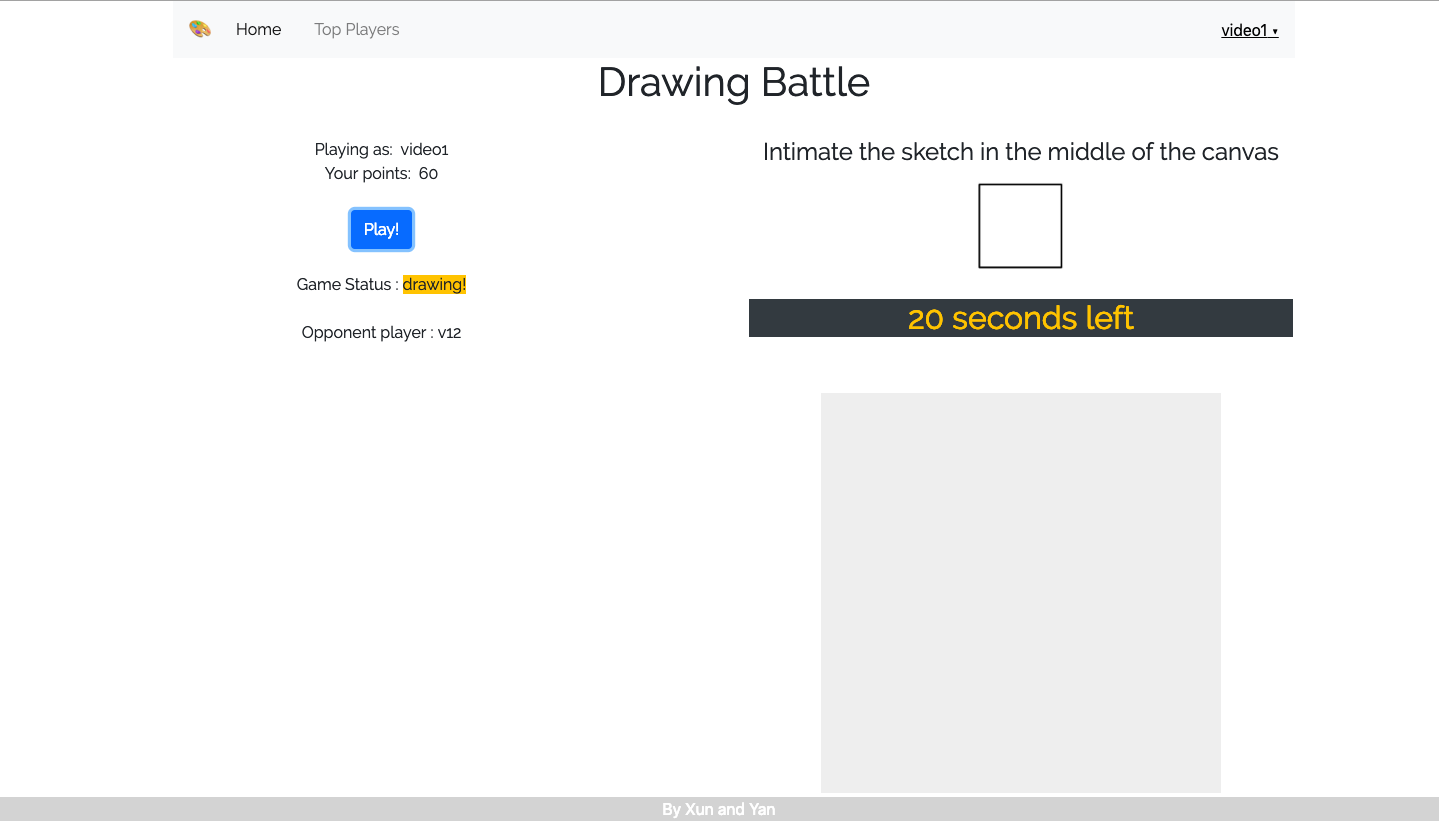 Home
Top Players
video1
Drawing Battle
Playing as: video1
Your points: 60
Play!
Game Status : drawing!
Opponent player : v12
Intimate the sketch in the middle of the canvas
20 seconds left
By Xun and Yan